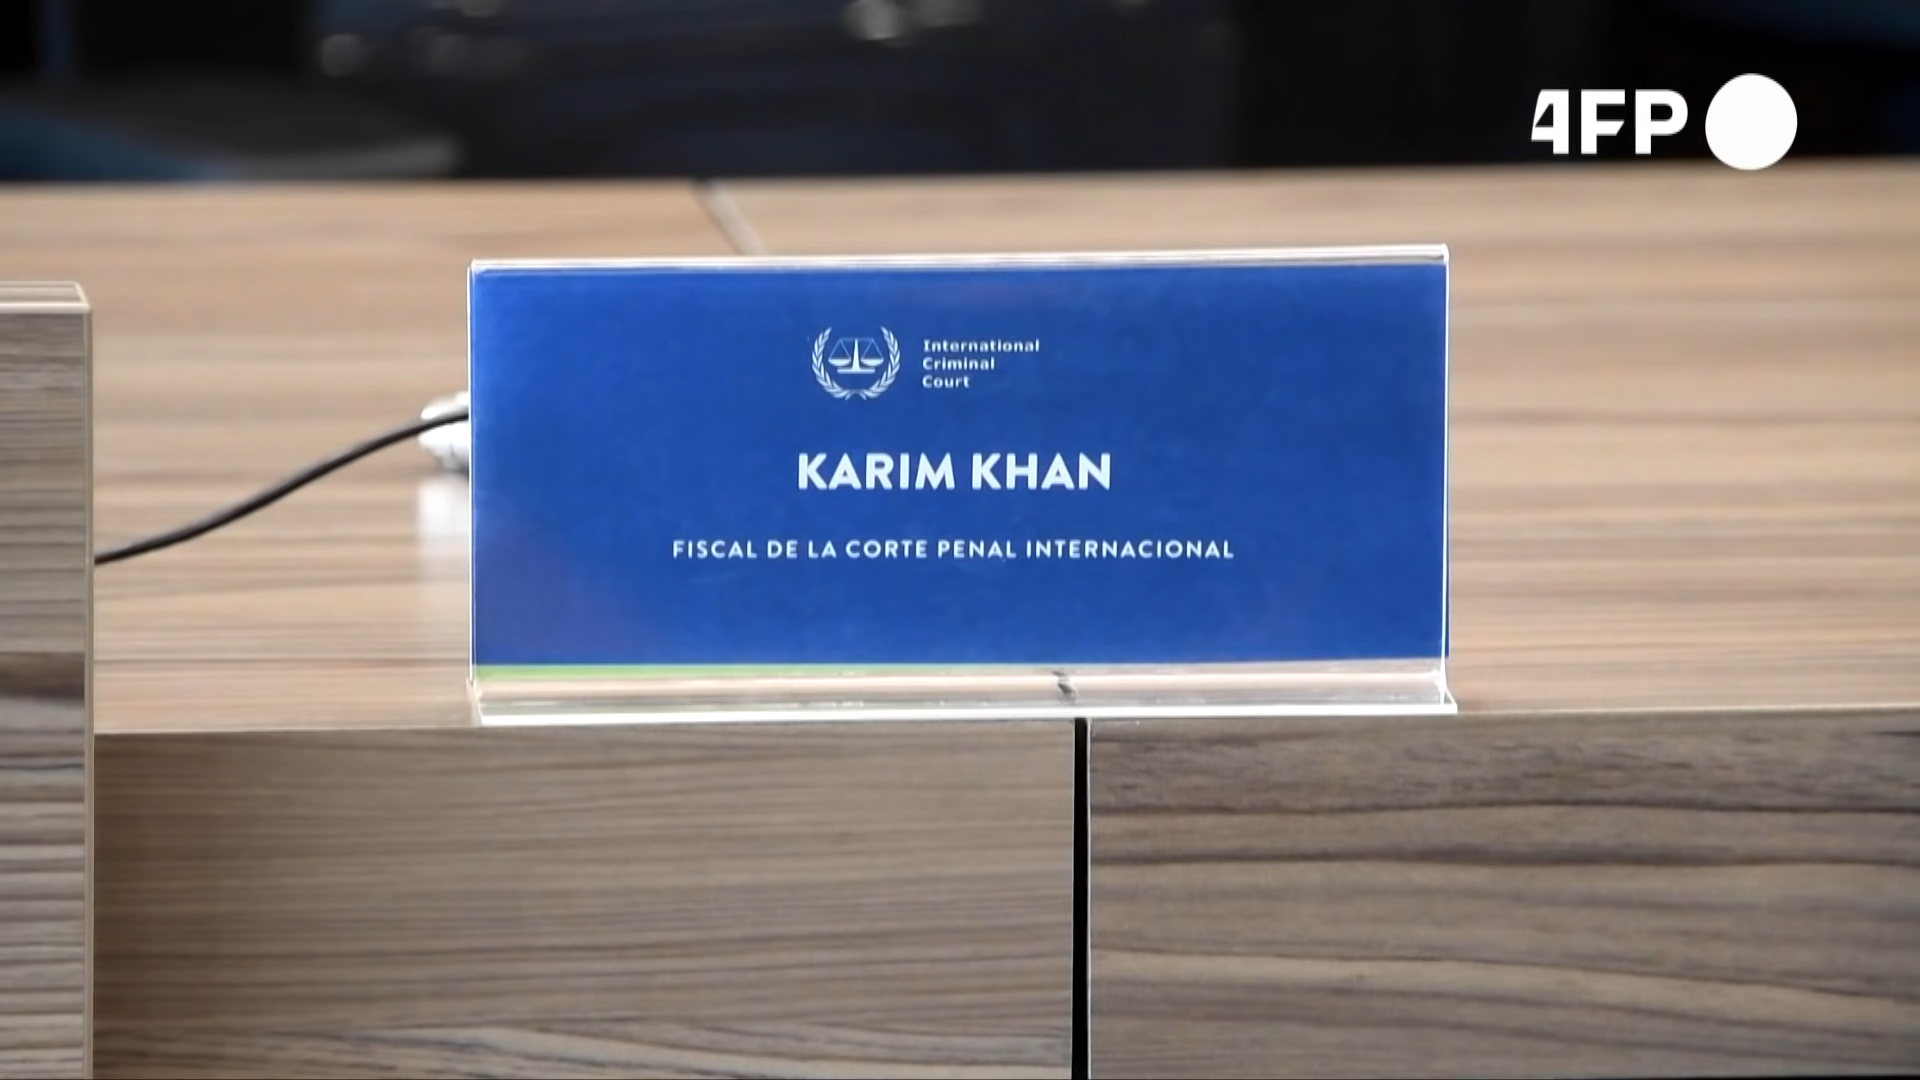 AFP
International
Criminal
Court
KARIM KHAN
FISCAL DE LA CORTE PENAL INTERNACIONAL